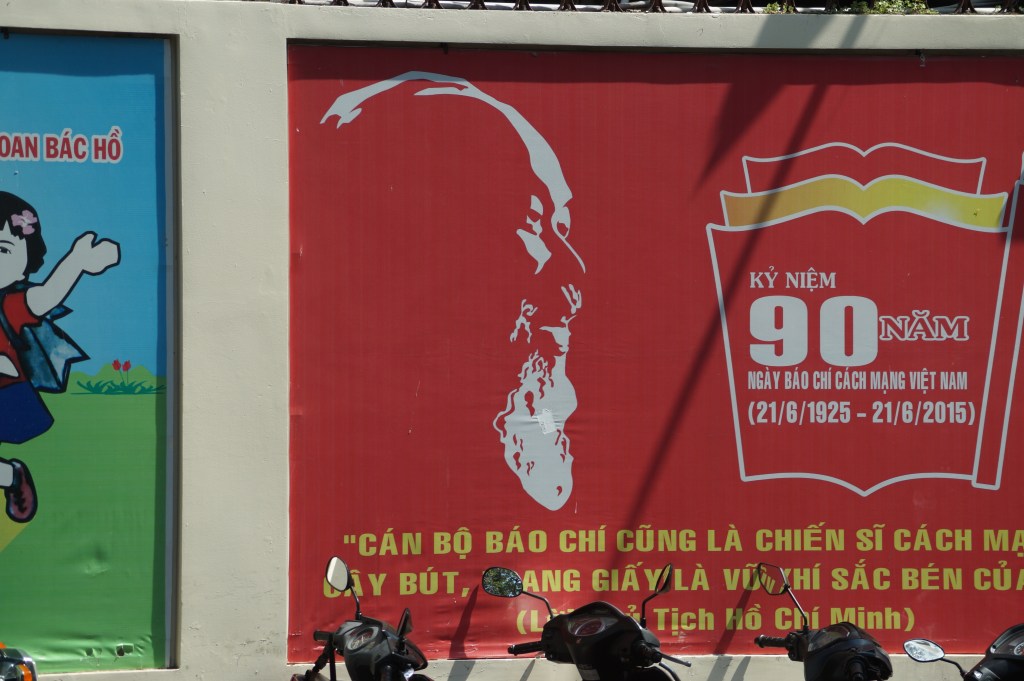 OAN BÁC HỒ
KỶ NIỆM
90 NĂM
NGÀY BÁO CHÍ CÁCH MẠNG VIỆT NAM
(21/6/1925 - 21/6/2015)
"CÁN BỘ BÁO CHÍ CŨNG LÀ CHIẾN SĨ CÁCH
BÚT, GIẤY LÀ VŨ KHÍ SẮC BÉN CỦA
Tịch Hồ Chí Minh)